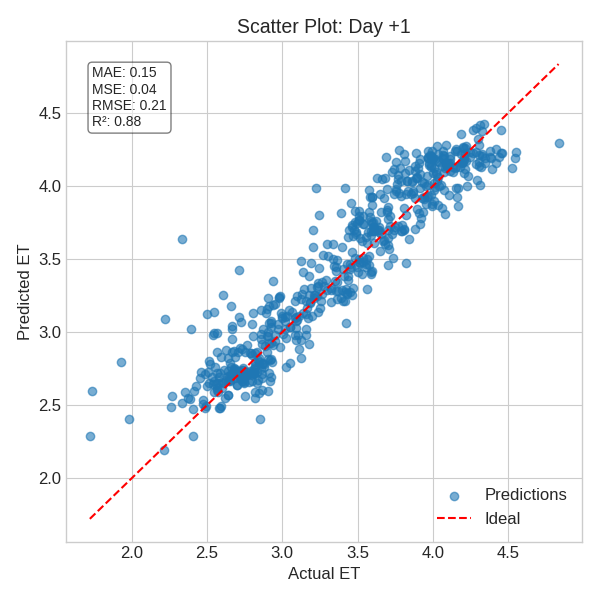 Scatter Plot: Day +1
MAE: 0.15
MSE: 0.04
RMSE: 0.21
R²: 0.88
4.5
4.0
3.5
3.0
2.5
2.0
Predicted ET
Predictions
Ideal
2.0 2.5 3.0 3.5 4.0 4.5
Actual ET